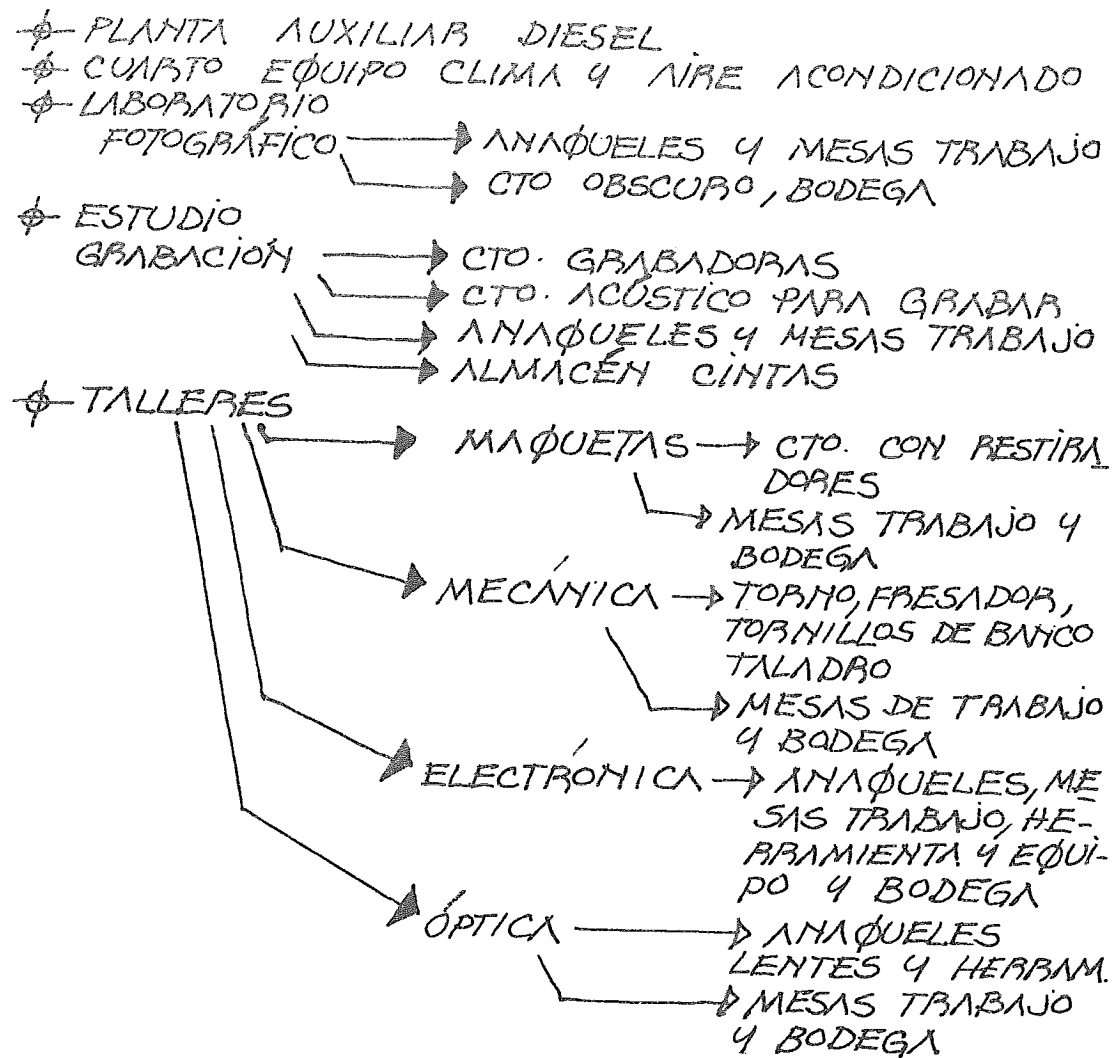 PLANTA AUXILIAR DIESEL
CUARTO EQUIPO CLIMA Y AIRE ACONDICIONADO
LABORATORIO
FOTOGRÁFICO ANAQUELES Y MESAS TRABAJO
CTO OBSCURO, BODEGA
ESTUDIO
GRABACIÓN CTO. GRABADORAS
CTO. ACÚSTICO PARA GRABAR
ANAQUELES Y MESAS TRABAJO
ALMACÉN CINTAS
TALLERES
MAQUETAS CTO. CON RESTIRA_
DORES
MESAS TRABAJO Y
BODEGA
MECÁNICA TORNO, FRESADOR,
TORNILLOS DE BANCO
TALADRO
MESAS DE TRABAJO
Y BODEGA
ELECTRÓNICA ANAQUELES, ME
SAS TRABAJO, HE-
RRAMIENTA Y EQUI-
PO Y BODEGA
ÓPTICA ANAQUELES
LENTES Y HERRAM.
MESAS TRABAJO
Y BODEGA